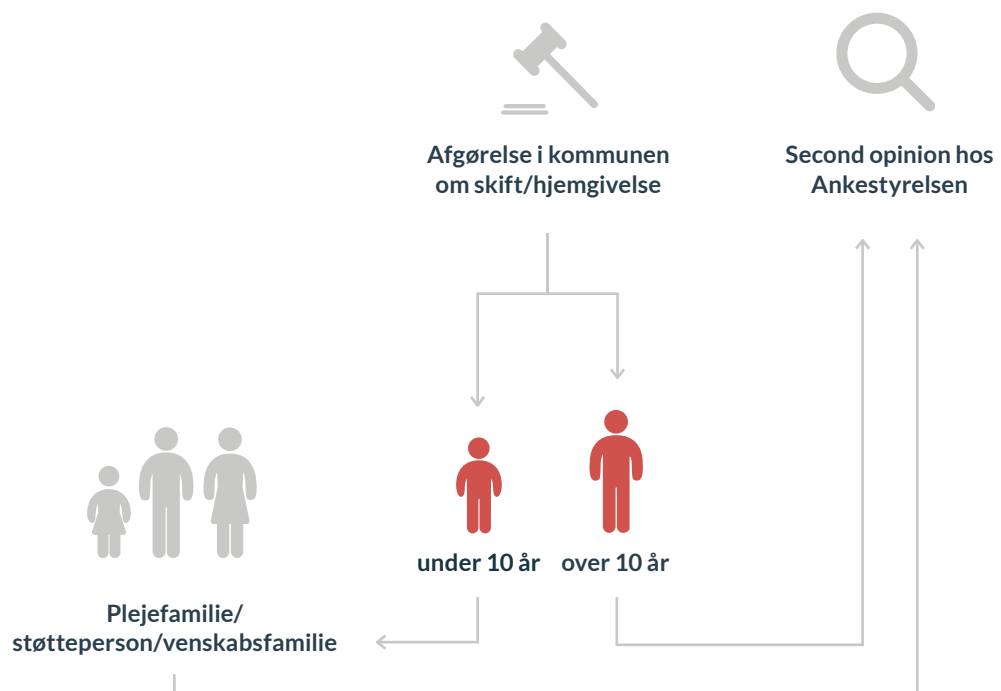 Afgørelse i kommunen
om skift/hjemgivelse
Second opinion hos
Ankestyrelsen
under 10 år
over 10 år
Plejefamilie/
støtteperson/venskabsfamilie